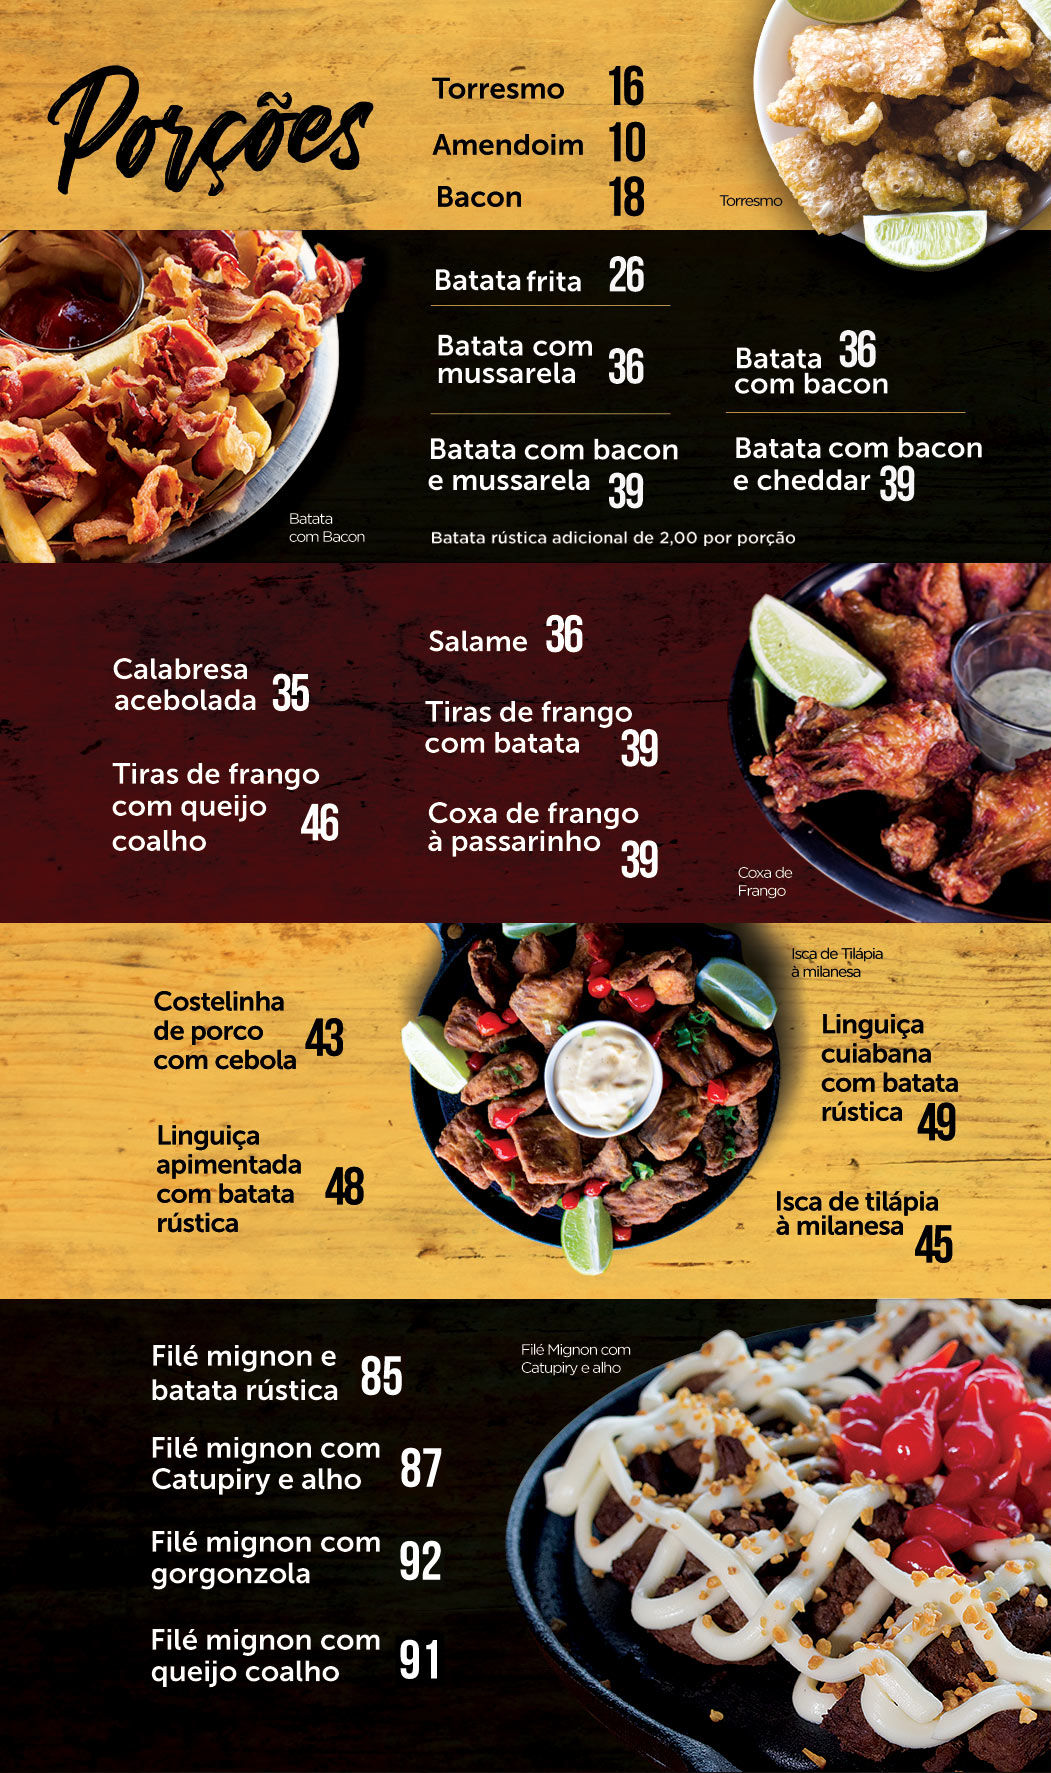 Porções
Torresmo 16
Amendoim 10
Bacon 18
Torresmo
Batata frita 26
Batata com
mussarela 36
Batata 36
com bacon
Batata com bacon
e mussarela 39
Batata com bacon
e cheddar 39
Batata rústica adicional de 2,00 por porção
Batata
com Bacon
Calabresa
acebolada 35
Tiras de frango
com queijo
coalho 46
Salame 36
Tiras de frango
com batata 39
Coxa de frango
à passarinho 39
Coxa de
Frango
Costelinha
de porco
com cebola 43
Linguiça
apimentada
com batata
rústica 48
Isca de Tilápia
à milanesa
Linguiça
cuiabana
com batata
rústica 49
Isca de tilápia
à milanesa 45
Filé mignon e
batata rústica 85
Filé mignon com
Catupiry e alho 87
Filé mignon com
gorgonzola 92
Filé mignon com
queijo coalho 91
Filé Mignon com
Catupiry e alho